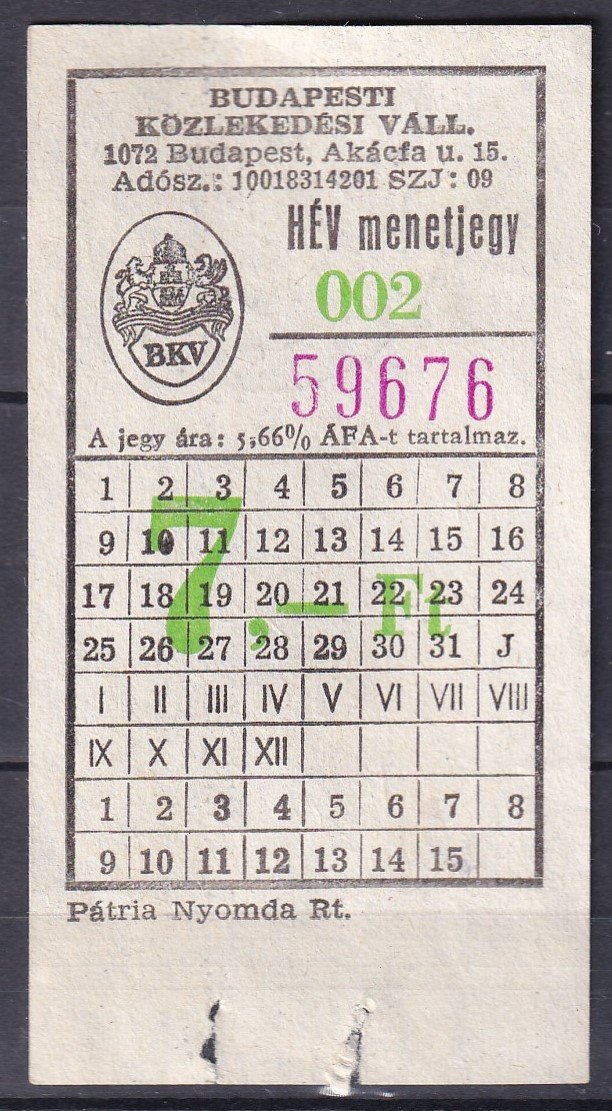 BUDAPESTI
KÖZLEKEDÉSI VÁLL.
1072 Budapest, Akácfa u. 15.
Adósz.: 10018314201 SZJ: 09
HÉV menetjegy
002
BKV
59676
A jegy ára: 5,66% ÁFA-t tartalmaz.
7,– Ft
1 2 3 4 5 6 7 8
9 10 11 12 13 14 15 16
17 18 19 20 21 22 23 24
25 26 27 28 29 30 31 J
I II III IV V VI VII VIII
IX X XI XII
1 2 3 4 5 6 7 8
9 10 11 12 13 14 15
Pátria Nyomda Rt.